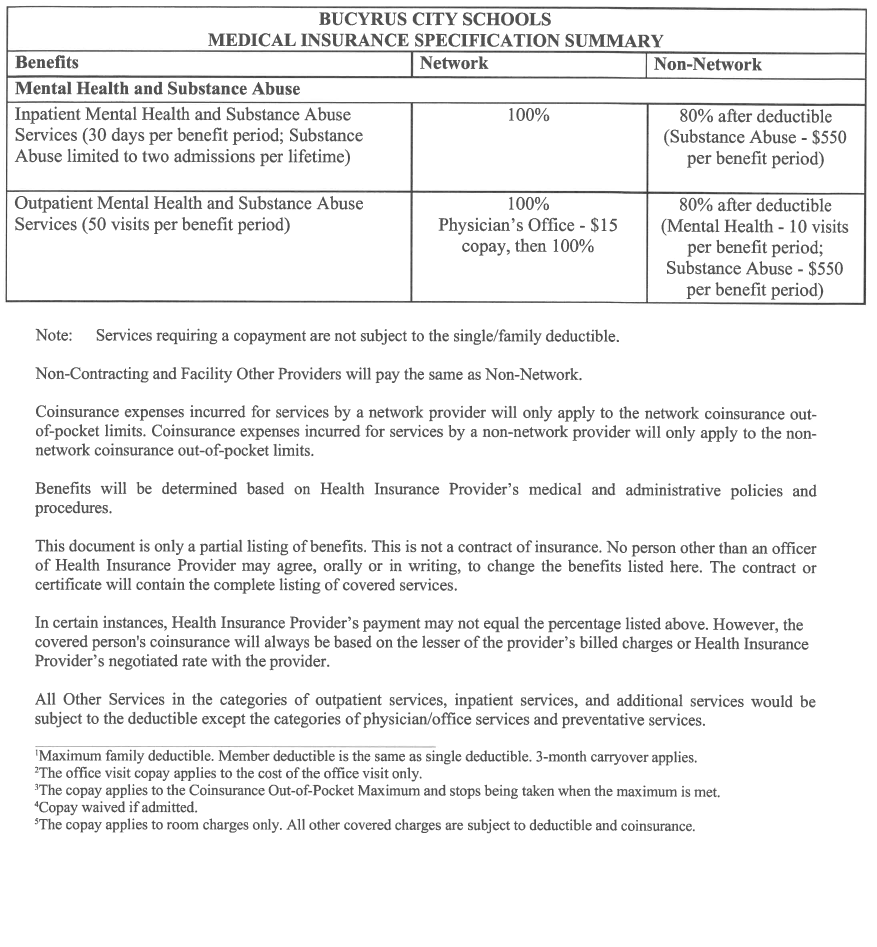 BUCYRUS CITY SCHOOLS
MEDICAL INSURANCE SPECIFICATION SUMMARY
Benefits Network Non-Network
Mental Health and Substance Abuse
Inpatient Mental Health and Substance Abuse
Services (30 days per benefit period; Substance
Abuse limited to two admissions per lifetime)
100%
80% after deductible
(Substance Abuse - $550
per benefit period)
Outpatient Mental Health and Substance Abuse
Services (50 visits per benefit period)
100%
Physician's Office - $15
copay, then 100%
80% after deductible
(Mental Health - 10 visits
per benefit period;
Substance Abuse - $550
per benefit period)
Note: Services requiring a copayment are not subject to the single/family deductible.
Non-Contracting and Facility Other Providers will pay the same as Non-Network.
Coinsurance expenses incurred for services by a network provider will only apply to the network coinsurance out-
of-pocket limits. Coinsurance expenses incurred for services by a non-network provider will only apply to the non-
network coinsurance out-of-pocket limits.
Benefits will be determined based on Health Insurance Provider's medical and administrative policies and
procedures.
This document is only a partial listing of benefits. This is not a contract of insurance. No person other than an officer
of Health Insurance Provider may agree, orally or in writing, to change the benefits listed here. The contract or
certificate will contain the complete listing of covered services.
In certain instances, Health Insurance Provider's payment may not equal the percentage listed above. However, the
covered person's coinsurance will always be based on the lesser of the provider's billed charges or Health Insurance
Provider's negotiated rate with the provider.
All Other Services in the categories of outpatient services, inpatient services, and additional services would be
subject to the deductible except the categories of physician/office services and preventative services.
¹Maximum family deductible. Member deductible is the same as single deductible. 3-month carryover applies.
²The office visit copay applies to the cost of the office visit only.
³The copay applies to the Coinsurance Out-of-Pocket Maximum and stops being taken when the maximum is met.
⁴Copay waived if admitted.
⁵The copay applies to room charges only. All other covered charges are subject to deductible and coinsurance.